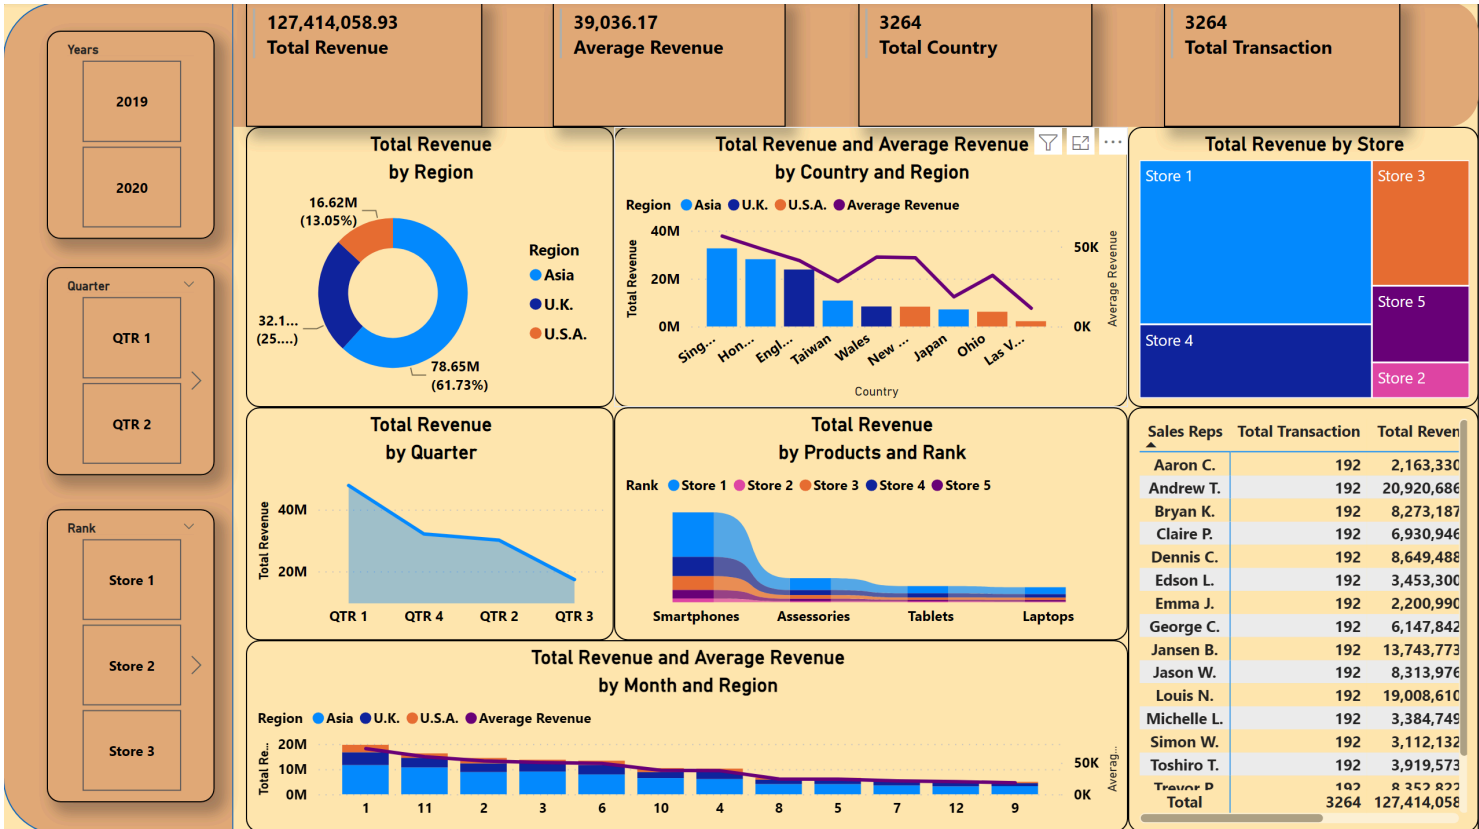 127,414,058.93
Total Revenue
39,036.17
Average Revenue
3264
Total Country
3264
Total Transaction
Years
2019
2020
Quarter
QTR 1
QTR 2
Rank
Store 1
Store 2
Store 3
Total Revenue
by Region
16.62M
(13.05%)
32.1...
(25....)
78.65M
(61.73%)
Region
Asia
U.K.
U.S.A.
Total Revenue and Average Revenue
by Country and Region
Region Asia U.K. U.S.A. Average Revenue
Total Revenue
40M
20M
0M
Average Revenue
50K
0K
Sing... Hon... Engl... Taiwan Wales New ... Japan Ohio Las V...
Country
Total Revenue by Store
Store 1
Store 4
Store 3
Store 5
Store 2
Total Revenue
by Quarter
Total Revenue
40M
20M
QTR 1 QTR 4 QTR 2 QTR 3
Total Revenue
by Products and Rank
Rank Store 1 Store 2 Store 3 Store 4 Store 5
Smartphones Assessories Tablets Laptops
Sales Reps Total Transaction Total Reven
Aaron C. 192 2,163,330
Andrew T. 192 20,920,686
Bryan K. 192 8,273,187
Claire P. 192 6,930,946
Dennis C. 192 8,649,488
Edson L. 192 3,453,300
Emma J. 192 2,200,990
George C. 192 6,147,842
Jansen B. 192 13,743,773
Jason W. 192 8,313,976
Louis N. 192 19,008,610
Michelle L. 192 3,384,749
Simon W. 192 3,112,132
Toshiro T. 192 3,919,573
Trevor P. 192 8,352,822
Total 3264 127,414,058
Total Revenue and Average Revenue
by Month and Region
Region Asia U.K. U.S.A. Average Revenue
Total Re...
20M
10M
0M
Averag...
50K
0K
1 11 2 3 6 10 4 8 5 7 12 9